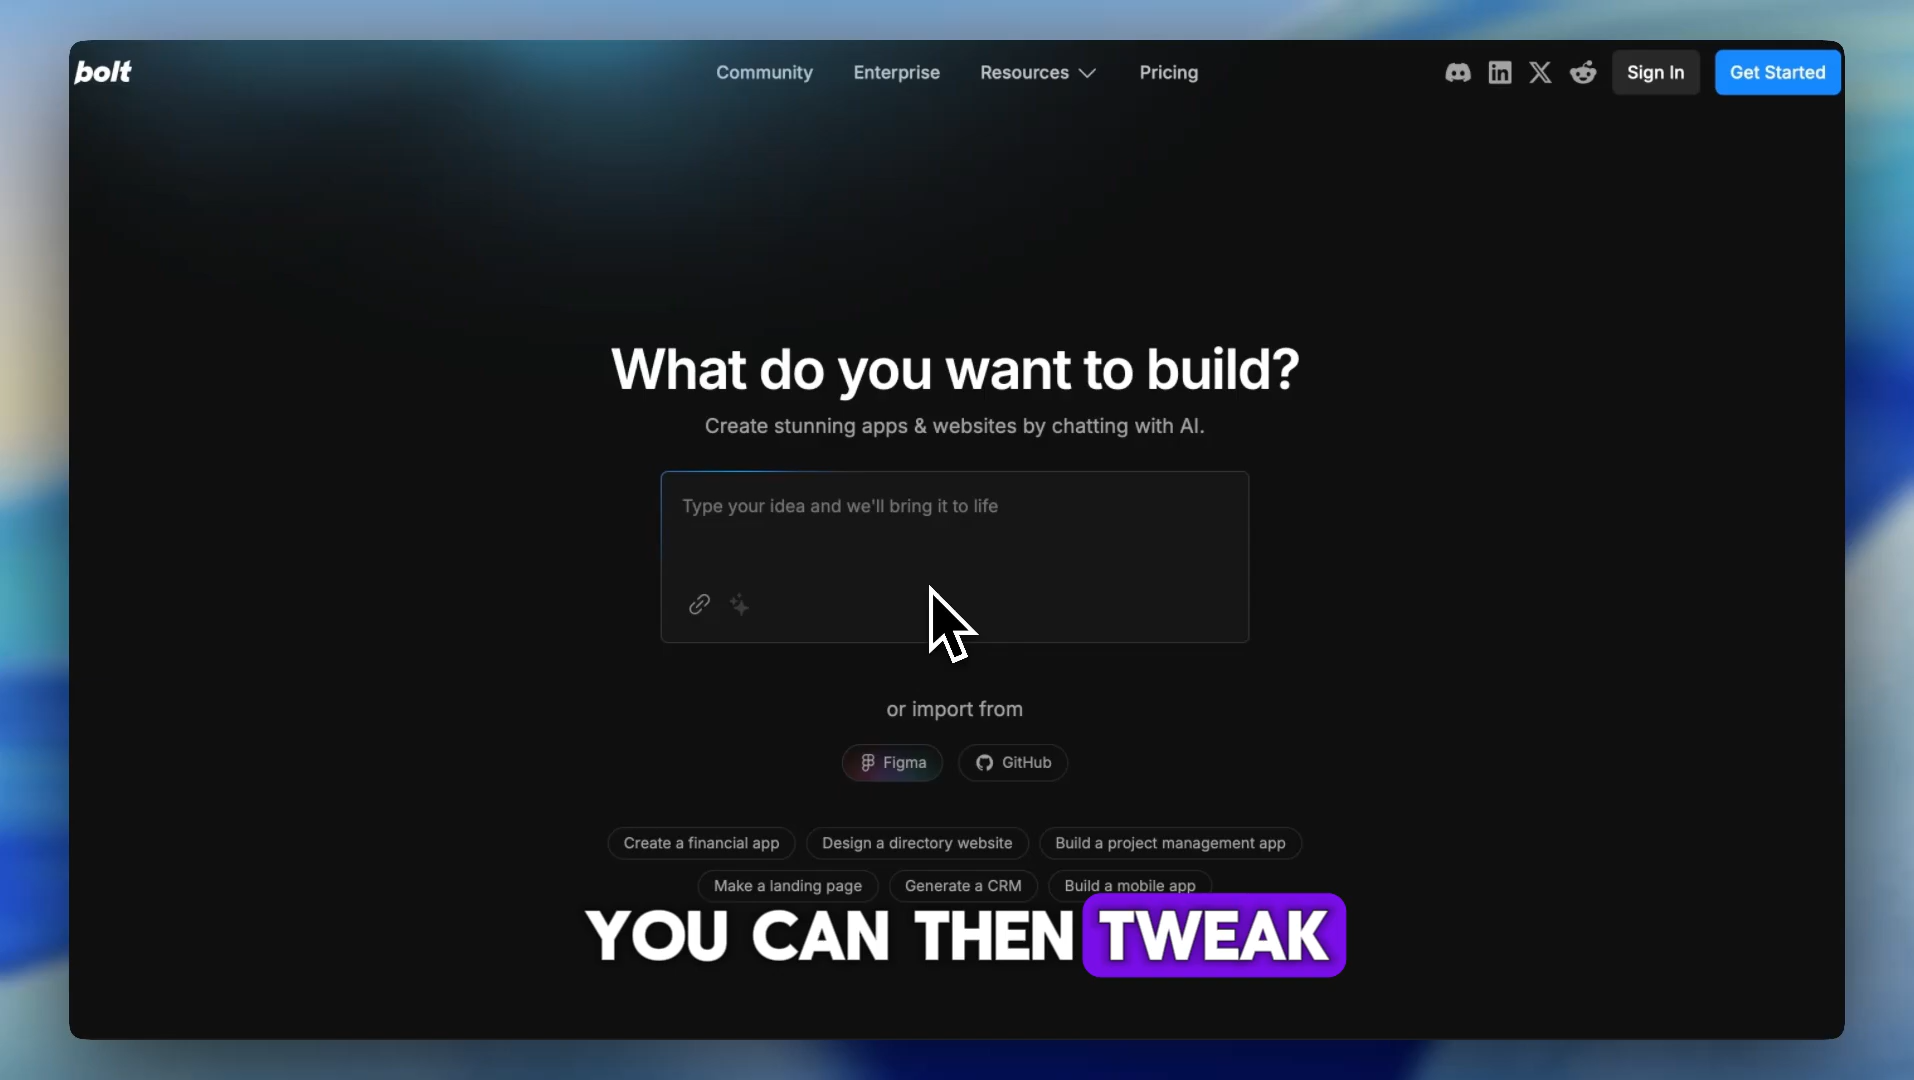 bolt
Community Enterprise Resources Pricing
Sign In Get Started
What do you want to build?
Create stunning apps & websites by chatting with AI.
Type your idea and we'll bring it to life
or import from
Figma GitHub
Create a financial app Design a directory website Build a project management app
Make a landing page Generate a CRM Build a mobile app
YOU CAN THEN TWEAK